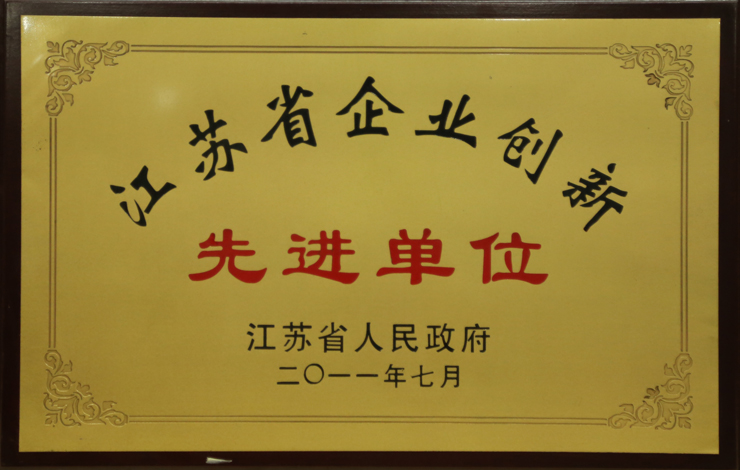 江苏省企业创新
先进单位
江苏省人民政府
二〇一一年七月